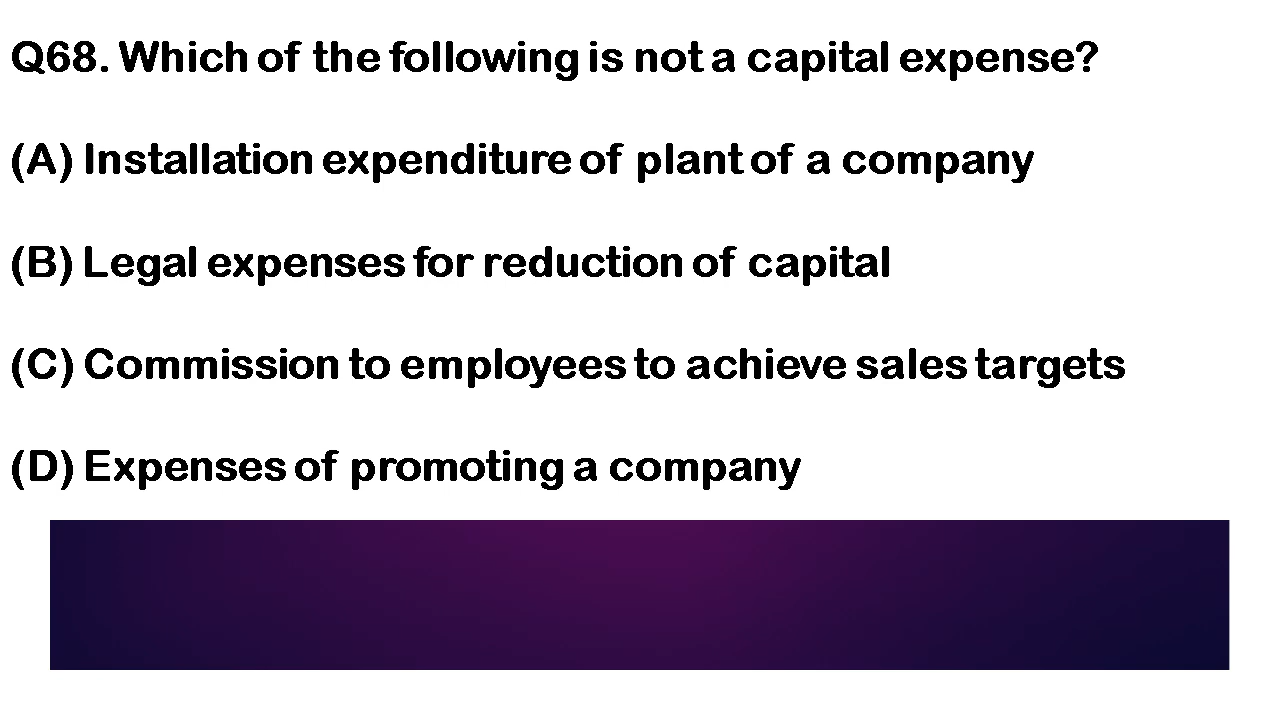 Q68. Which of the following is not a capital expense?
(A) Installation expenditure of plant of a company
(B) Legal expenses for reduction of capital
(C) Commission to employees to achieve sales targets
(D) Expenses of promoting a company